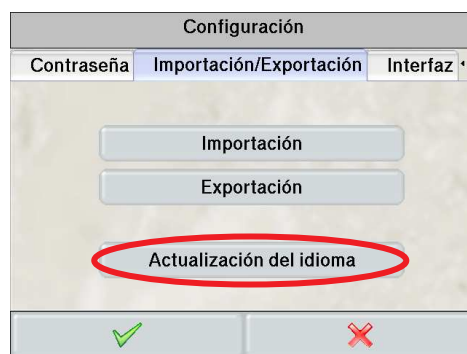 Configuración
Contraseña Importación/Exportación Interfaz
Importación
Exportación
Actualización del idioma